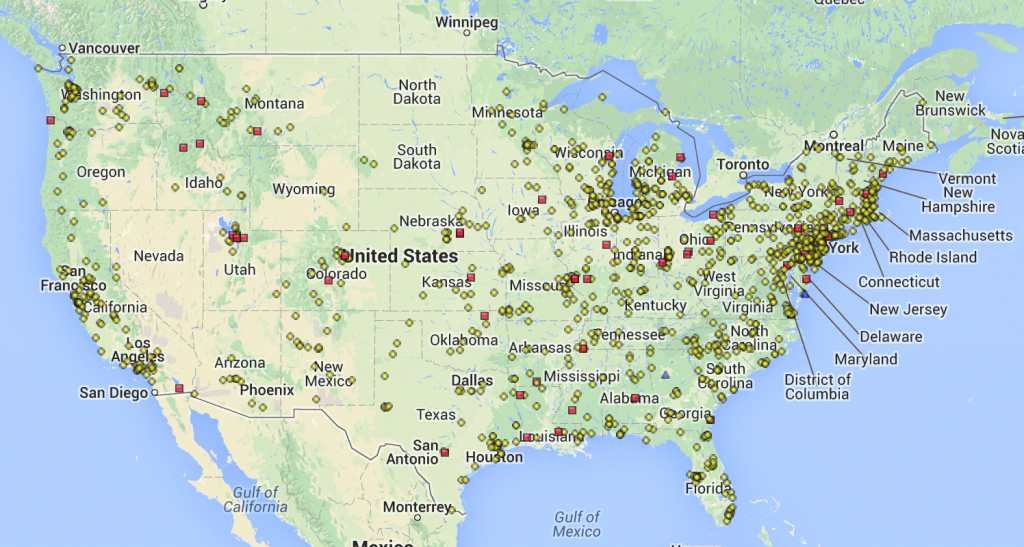 Quebec
Winnipeg
Vancouver
Washington
North
Dakota
Montana
Minnesota
New
Brunswick
Nova
Scotia
Montreal
Maine
Oregon
South
Dakota
Wisconsin
Michigan
Toronto
Vermont
New
Hampshire
Idaho
Wyoming
New York
Iowa
Chicago
Nebraska
Massachusetts
Illinois
Ohio
Pennsylvania
York
Rhode Island
Nevada
United States
Indiana
Utah
San
Francisco
Colorado
Kansas
Missouri
West
Virginia
Connecticut
California
Kentucky
Virginia
New Jersey
Los
Angeles
Oklahoma
Tennessee
North
Carolina
Delaware
Arizona
New
Mexico
Arkansas
Maryland
San Diego
Phoenix
Dallas
Mississippi
South
Carolina
District of
Columbia
Alabama
Texas
Georgia
Louisiana
San
Antonio
Houston
Gulf of
California
Florida
Monterrey
Gulf of
Mexico
Mexico